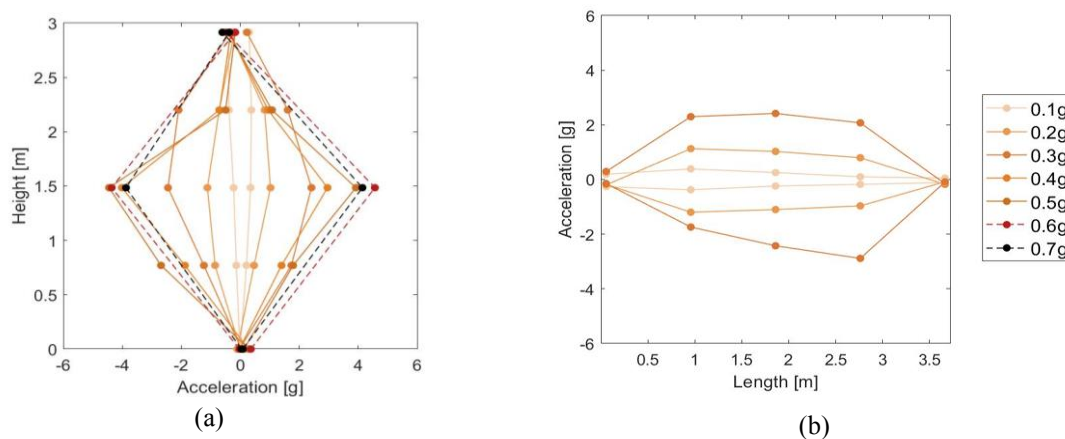 3
2.5
2
1.5
1
0.5
0
Height [m]
-6 -4 -2 0 2 4 6
Acceleration [g]
(a)
6
4
2
0
-2
-4
-6
Acceleration [g]
0.5 1 1.5 2 2.5 3 3.5
Length [m]
(b)
0.1g
0.2g
0.3g
0.4g
0.5g
0.6g
0.7g